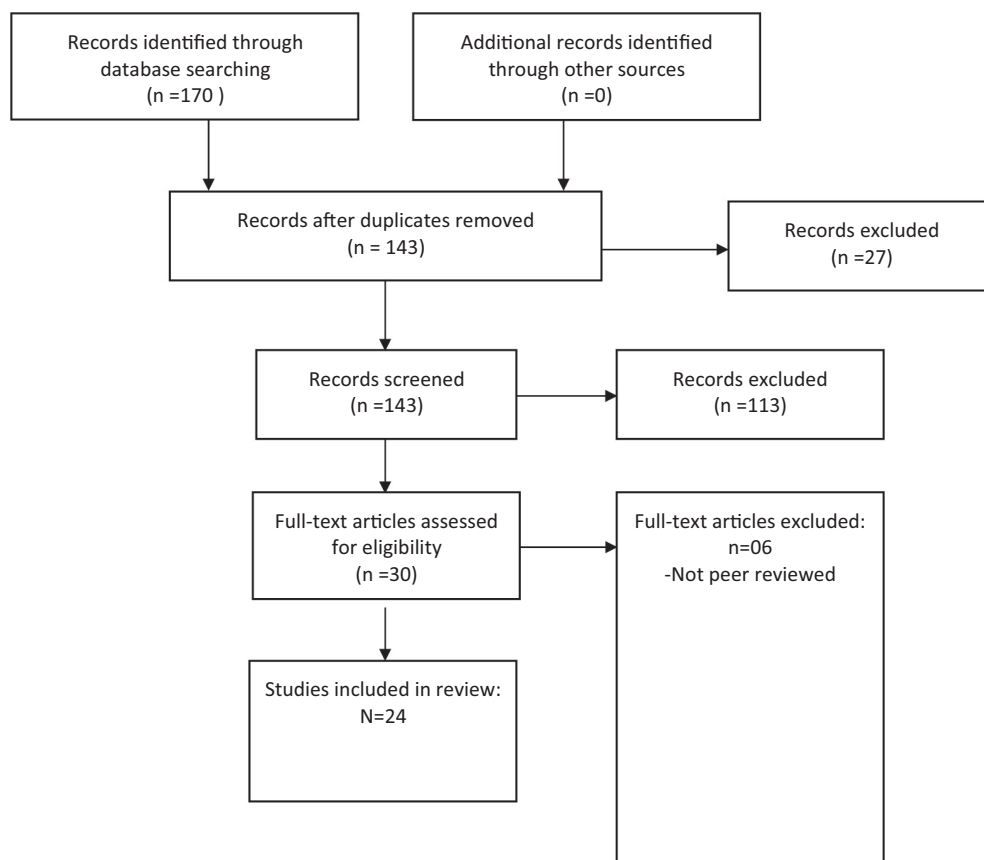 Records identified through
database searching
(n =170 )
Additional records identified
through other sources
(n =0)
Records after duplicates removed
(n = 143)
Records excluded
(n =27)
Records screened
(n =143)
Records excluded
(n =113)
Full-text articles assessed
for eligibility
(n =30)
Full-text articles excluded:
n=06
-Not peer reviewed
Studies included in review:
N=24